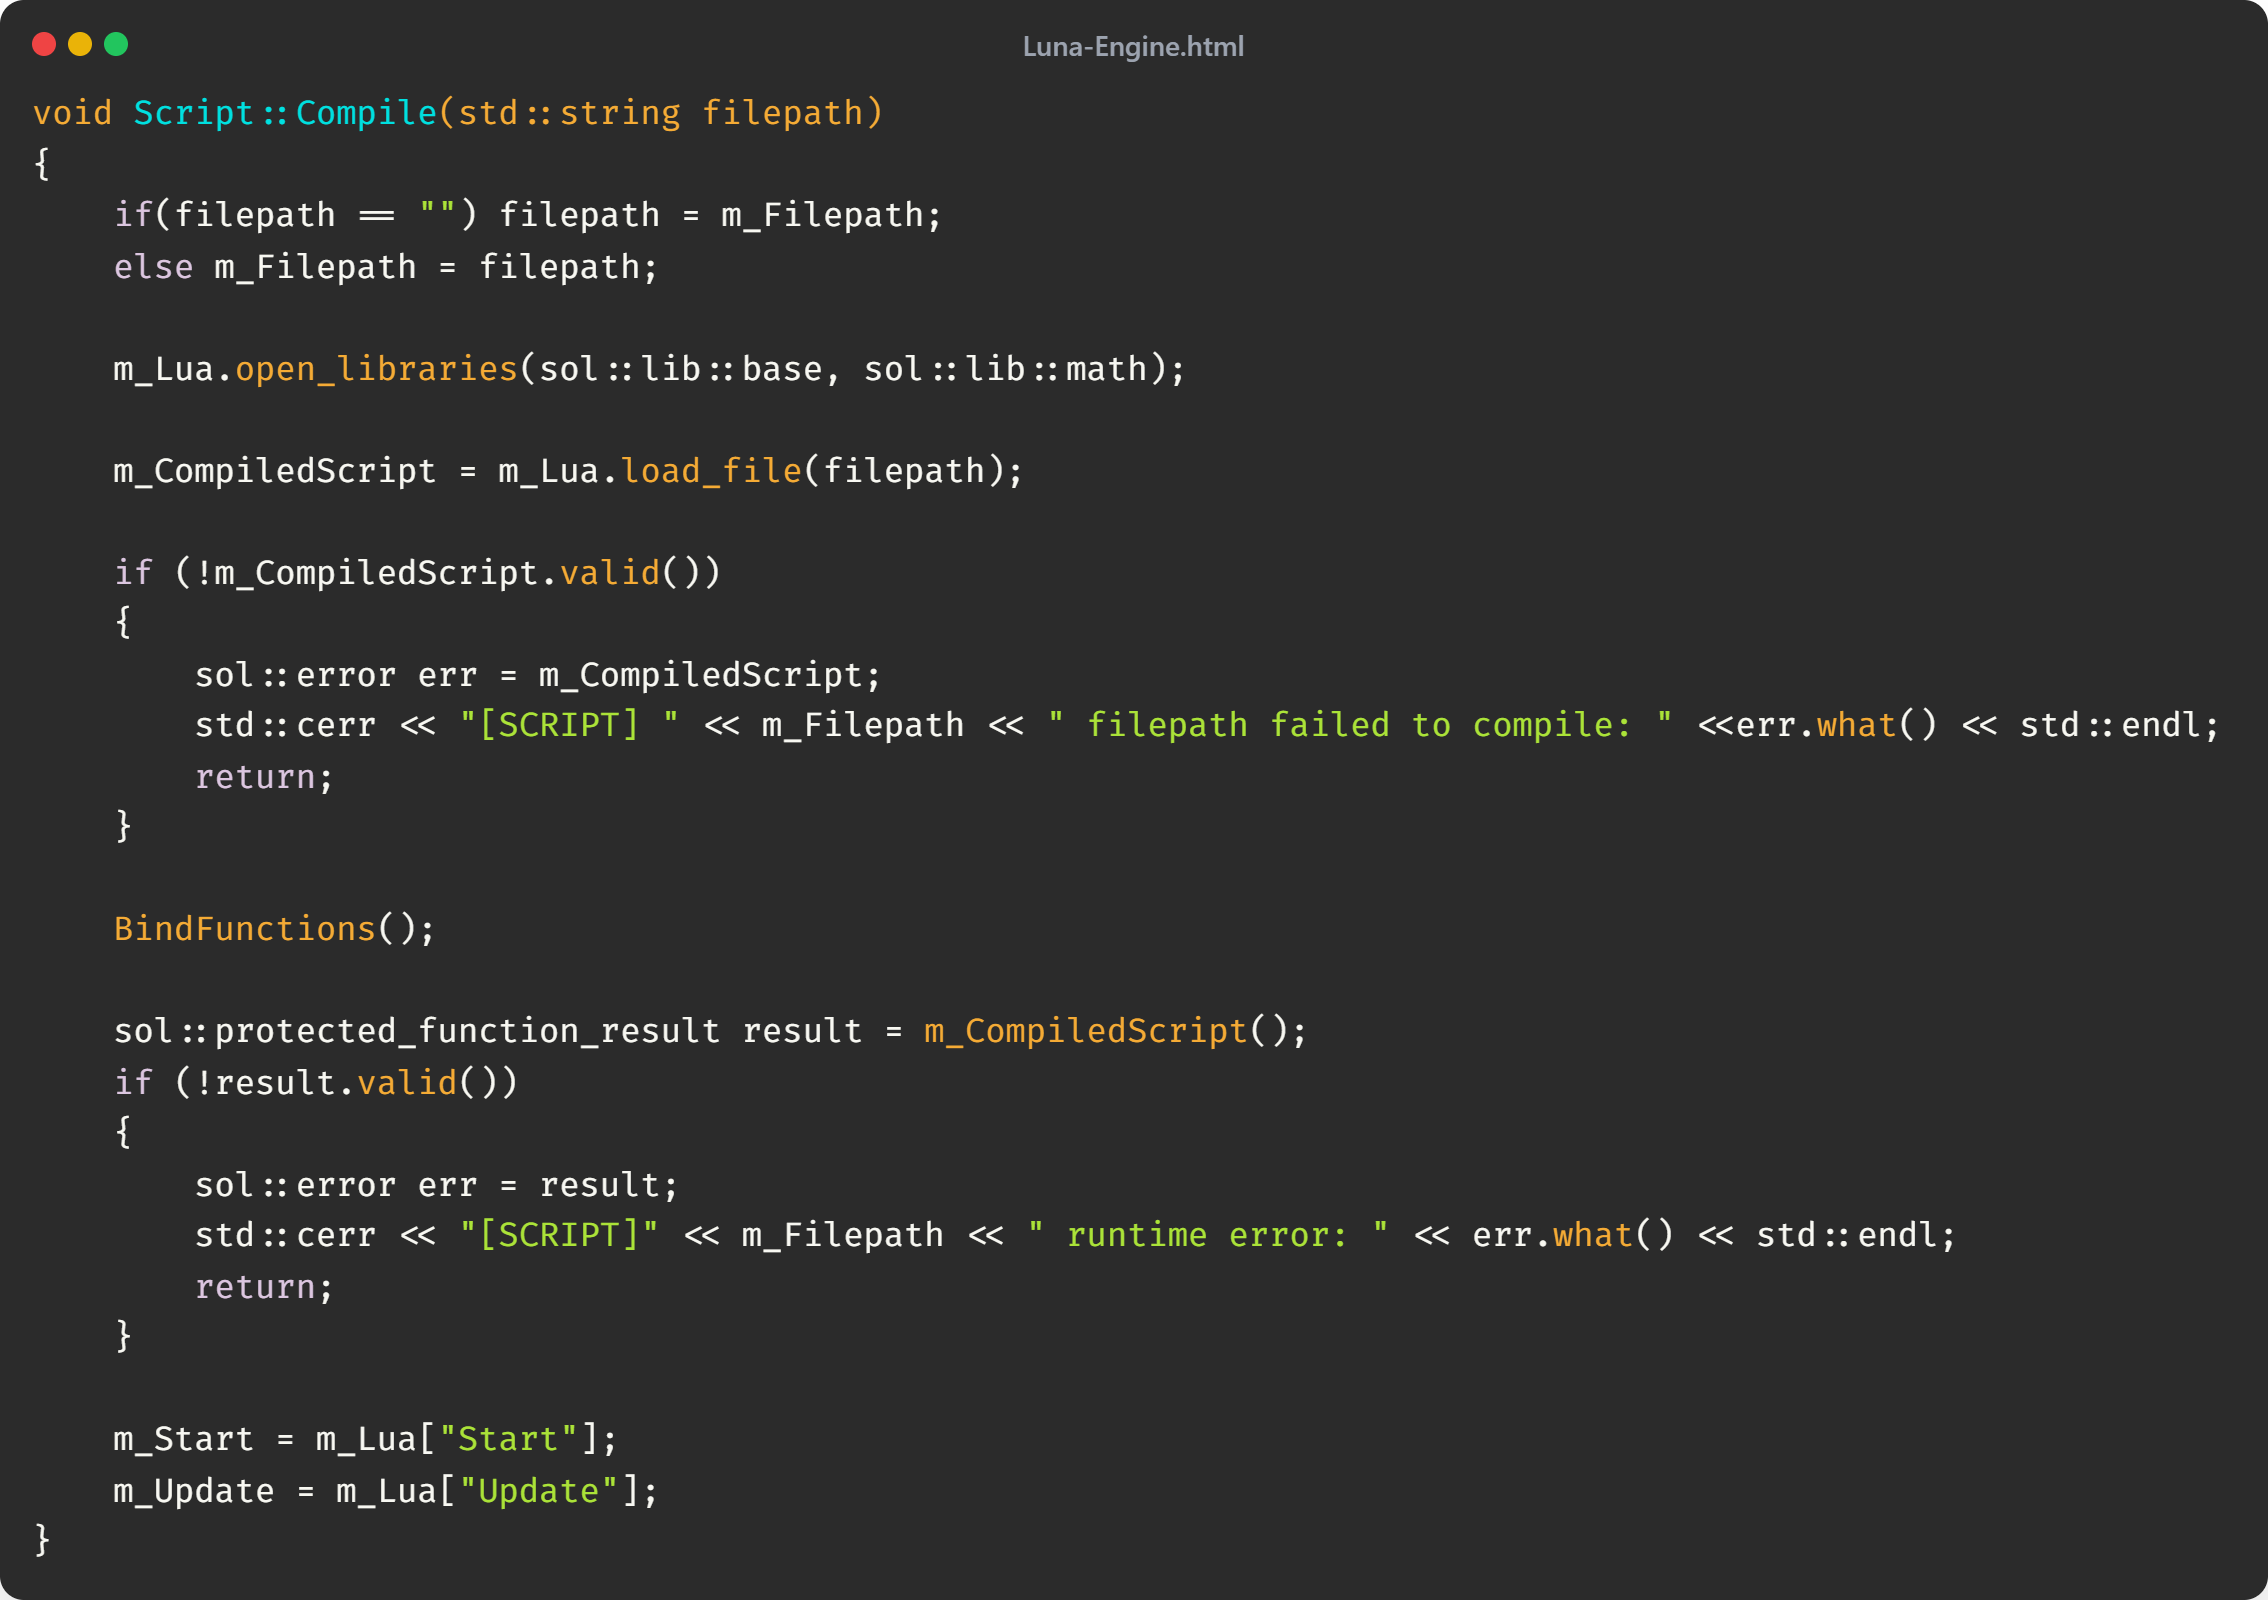 Luna-Engine.html
void Script::Compile(std::string filepath)
{
    if(filepath == "") filepath = m_Filepath;
    else m_Filepath = filepath;

    m_Lua.open_libraries(sol::lib::base, sol::lib::math);

    m_CompiledScript = m_Lua.load_file(filepath);

    if (!m_CompiledScript.valid())
    {
        sol::error err = m_CompiledScript;
        std::cerr << "[SCRIPT] " << m_Filepath << " filepath failed to compile: " <<err.what() << std::endl;
        return;
    }

    BindFunctions();

    sol::protected_function_result result = m_CompiledScript();
    if (!result.valid())
    {
        sol::error err = result;
        std::cerr << "[SCRIPT]" << m_Filepath << " runtime error: " << err.what() << std::endl;
        return;
    }

    m_Start = m_Lua["Start"];
    m_Update = m_Lua["Update"];
}